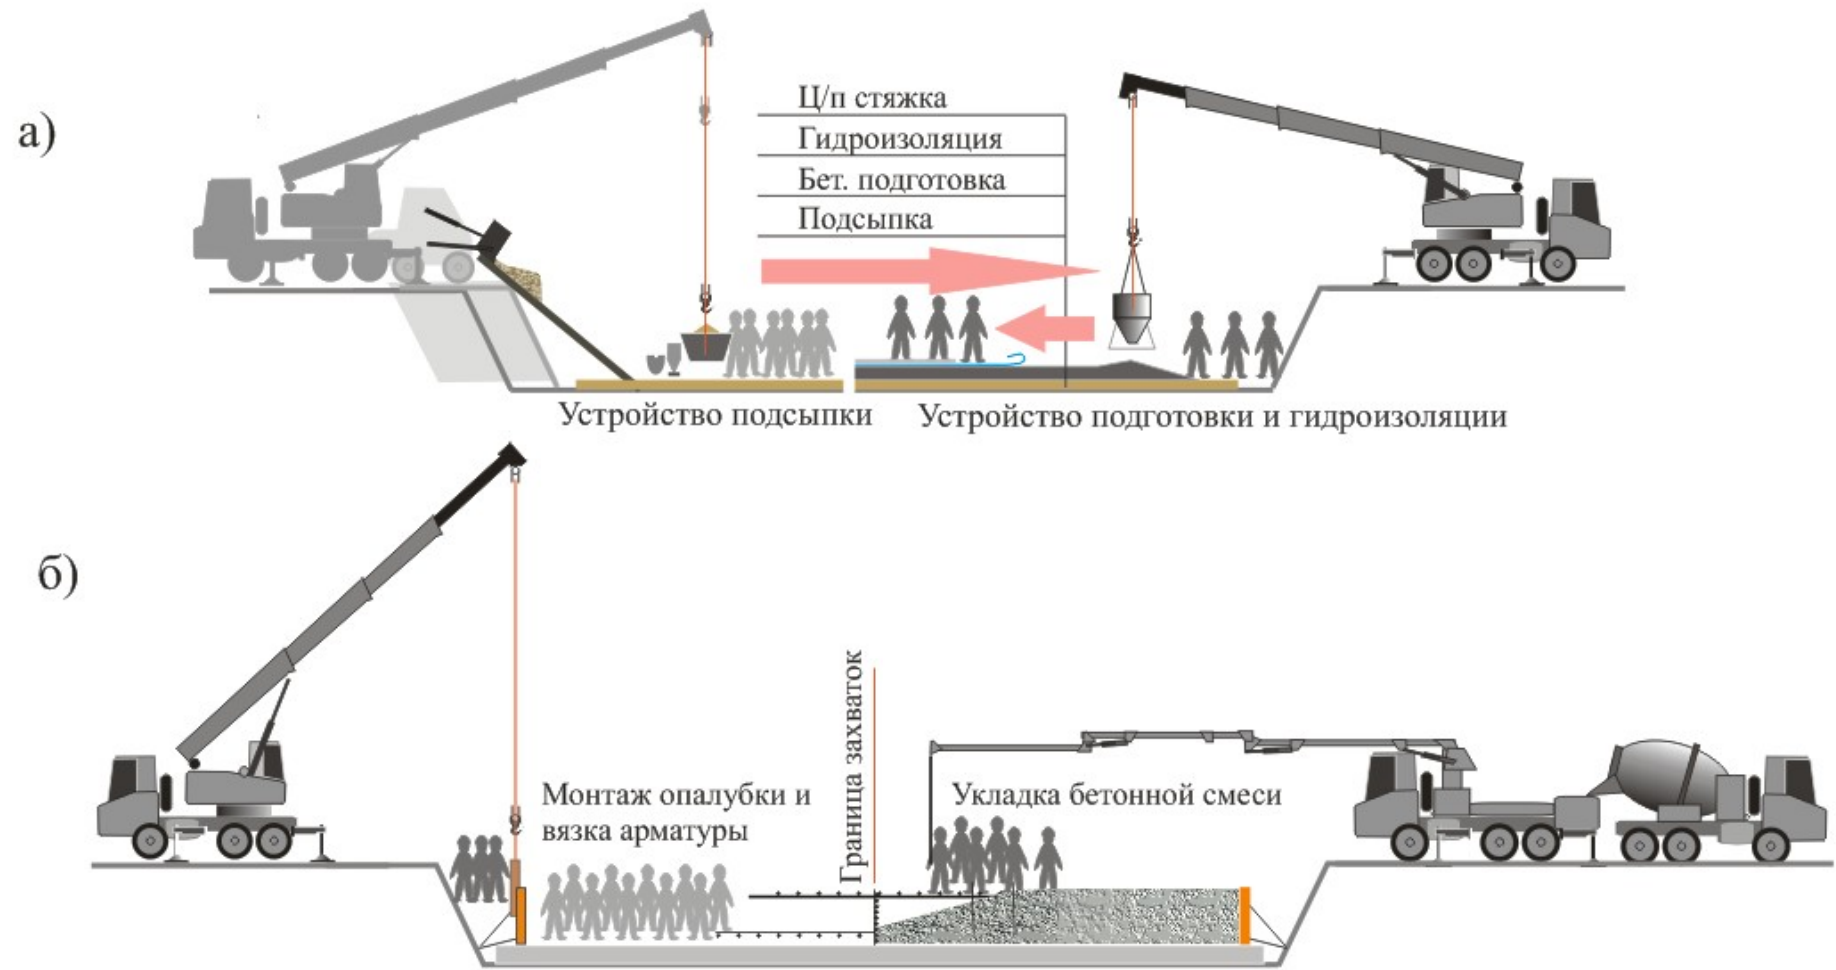 а)
Ц/п стяжка
Гидроизоляция
Бет. подготовка
Подсыпка
Устройство подсыпки
Устройство подготовки и гидроизоляции
б)
Монтаж опалубки и
вязка арматуры
Граница захваток
Укладка бетонной смеси